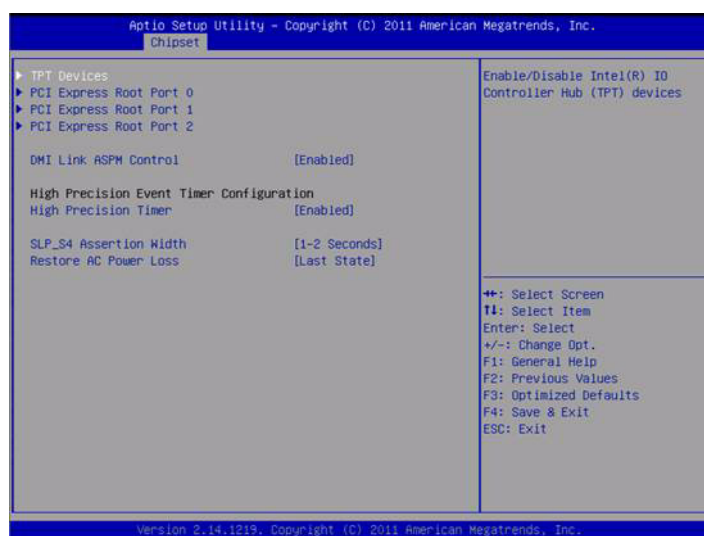 Aptio Setup Utility – Copyright (C) 2011 American Megatrends, Inc.
Chipset
TPT Devices
PCI Express Root Port 0
PCI Express Root Port 1
PCI Express Root Port 2
DMI Link ASPM Control [Enabled]
High Precision Event Timer Configuration
High Precision Timer [Enabled]
SLP_S4 Assertion Width [1-2 Seconds]
Restore AC Power Loss [Last State]
Enable/Disable Intel(R) IO
Controller Hub (TPT) devices
→←: Select Screen
↑↓: Select Item
Enter: Select
+/-: Change Opt.
F1: General Help
F2: Previous Values
F3: Optimized Defaults
F4: Save & Exit
ESC: Exit
Version 2.14.1219. Copyright (C) 2011 American Megatrends, Inc.